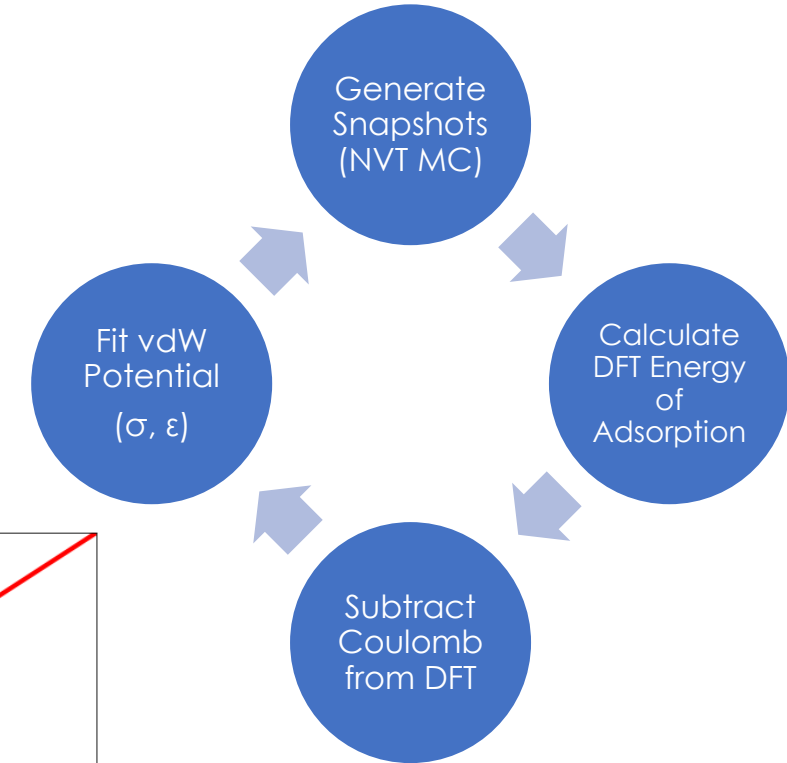 Generate
Snapshots
(NVT MC)
Calculate
DFT Energy
of
Adsorption
Subtract
Coulomb
from DFT
Fit vdW
Potential
(σ, ε)